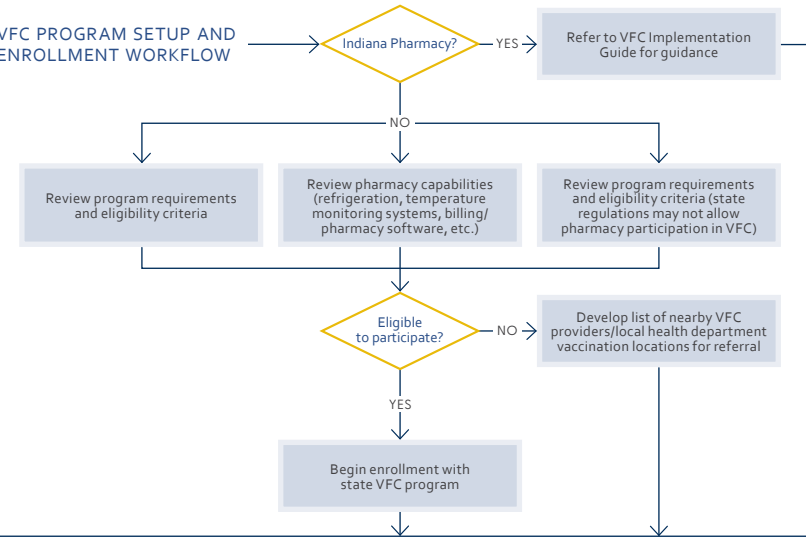 VFC PROGRAM SETUP AND
ENROLLMENT WORKFLOW
Indiana Pharmacy?
YES
Refer to VFC Implementation
Guide for guidance
NO
Review program requirements
and eligibility criteria
Review pharmacy capabilities
(refrigeration, temperature
monitoring systems, billing/
pharmacy software, etc.)
Review program requirements
and eligibility criteria (state
regulations may not allow
pharmacy participation in VFC)
Eligible
to participate?
NO
Develop list of nearby VFC
providers/local health department
vaccination locations for referral
YES
Begin enrollment with
state VFC program